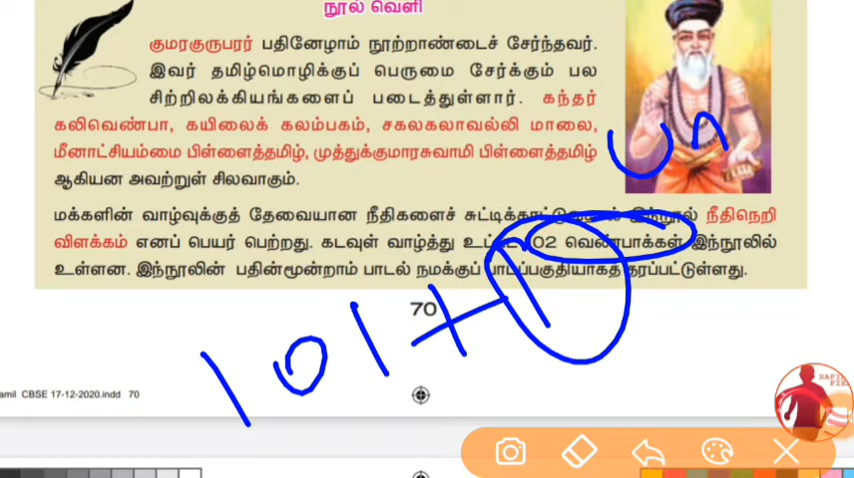 நூல் வெளி
குமரகுருபரர் பதினேழாம் நூற்றாண்டைச் சேர்ந்தவர்.
இவர் தமிழ்மொழிக்குப் பெருமை சேர்க்கும் பல
சிற்றிலக்கியங்களைப் படைத்துள்ளார். கந்தர்
கலிவெண்பா, கயிலைக் கலம்பகம், சகலகலாவல்லி மாலை,
மீனாட்சியம்மை பிள்ளைத்தமிழ், முத்துக்குமாரசுவாமி பிள்ளைத்தமிழ்
ஆகியன அவற்றுள் சிலவாகும்.
மக்களின் வாழ்வுக்குத் தேவையான நீதிகளைச் சுட்டிக்காட்டுவதால் இந்நூல் நீதிநெறி
விளக்கம் எனப் பெயர் பெற்றது. கடவுள் வாழ்த்து உட்பட 102 வெண்பாக்கள் இந்நூலில்
உள்ளன. இந்நூலின் பதின்மூன்றாம் பாடல் நமக்குப் பாடப்பகுதியாகத் தரப்பட்டுள்ளது.
101+1
70
amil CBSE 17-12-2020.indd 70